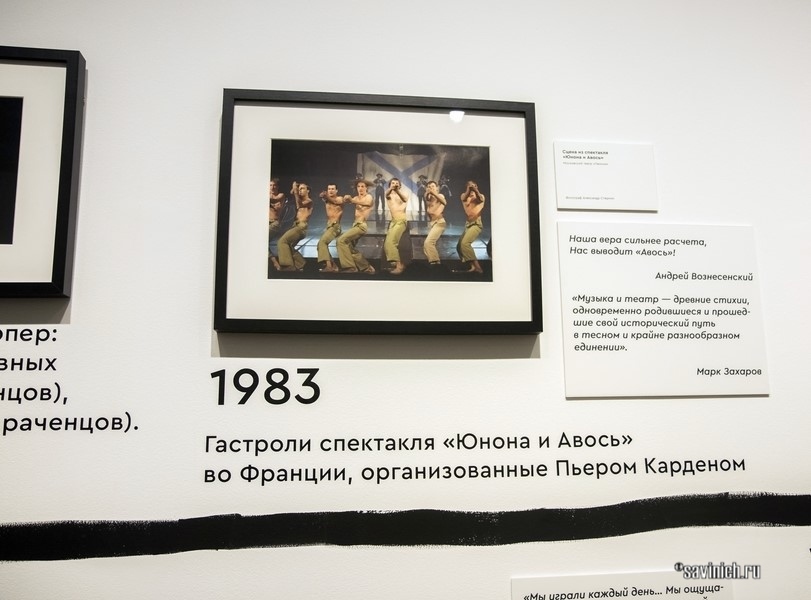 опер:
вных
нцов),
раченцов).
1983
Гастроли спектакля «Юнона и Авось»
во Франции, организованные Пьером Карденом
Сцена из спектакля
«Юнона и Авось»
Наша вера сильнее расчета,
Нас выводит «Авось»!
Андрей Вознесенский
«Музыка и театр — древние стихии,
одновременно родившиеся и прошед-
шие свой исторический путь
в тесном и крайне разнообразном
единении».
Марк Захаров
«Мы играли каждый день... Мы ощуща-
©savinich.ru